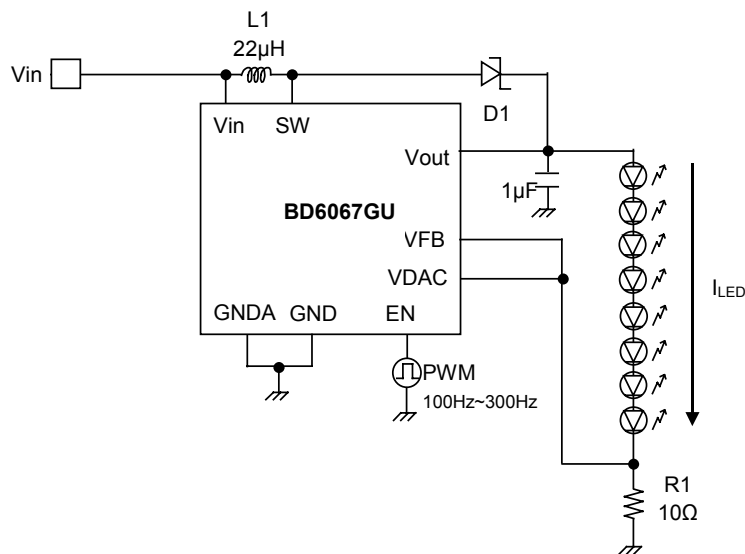 L1
22µH
Vin
D1
Vin
SW
Vout
1µF
BD6067GU
VFB
VDAC
I_LED
GNDA
GND
EN
PWM
100Hz~300Hz
R1
10Ω